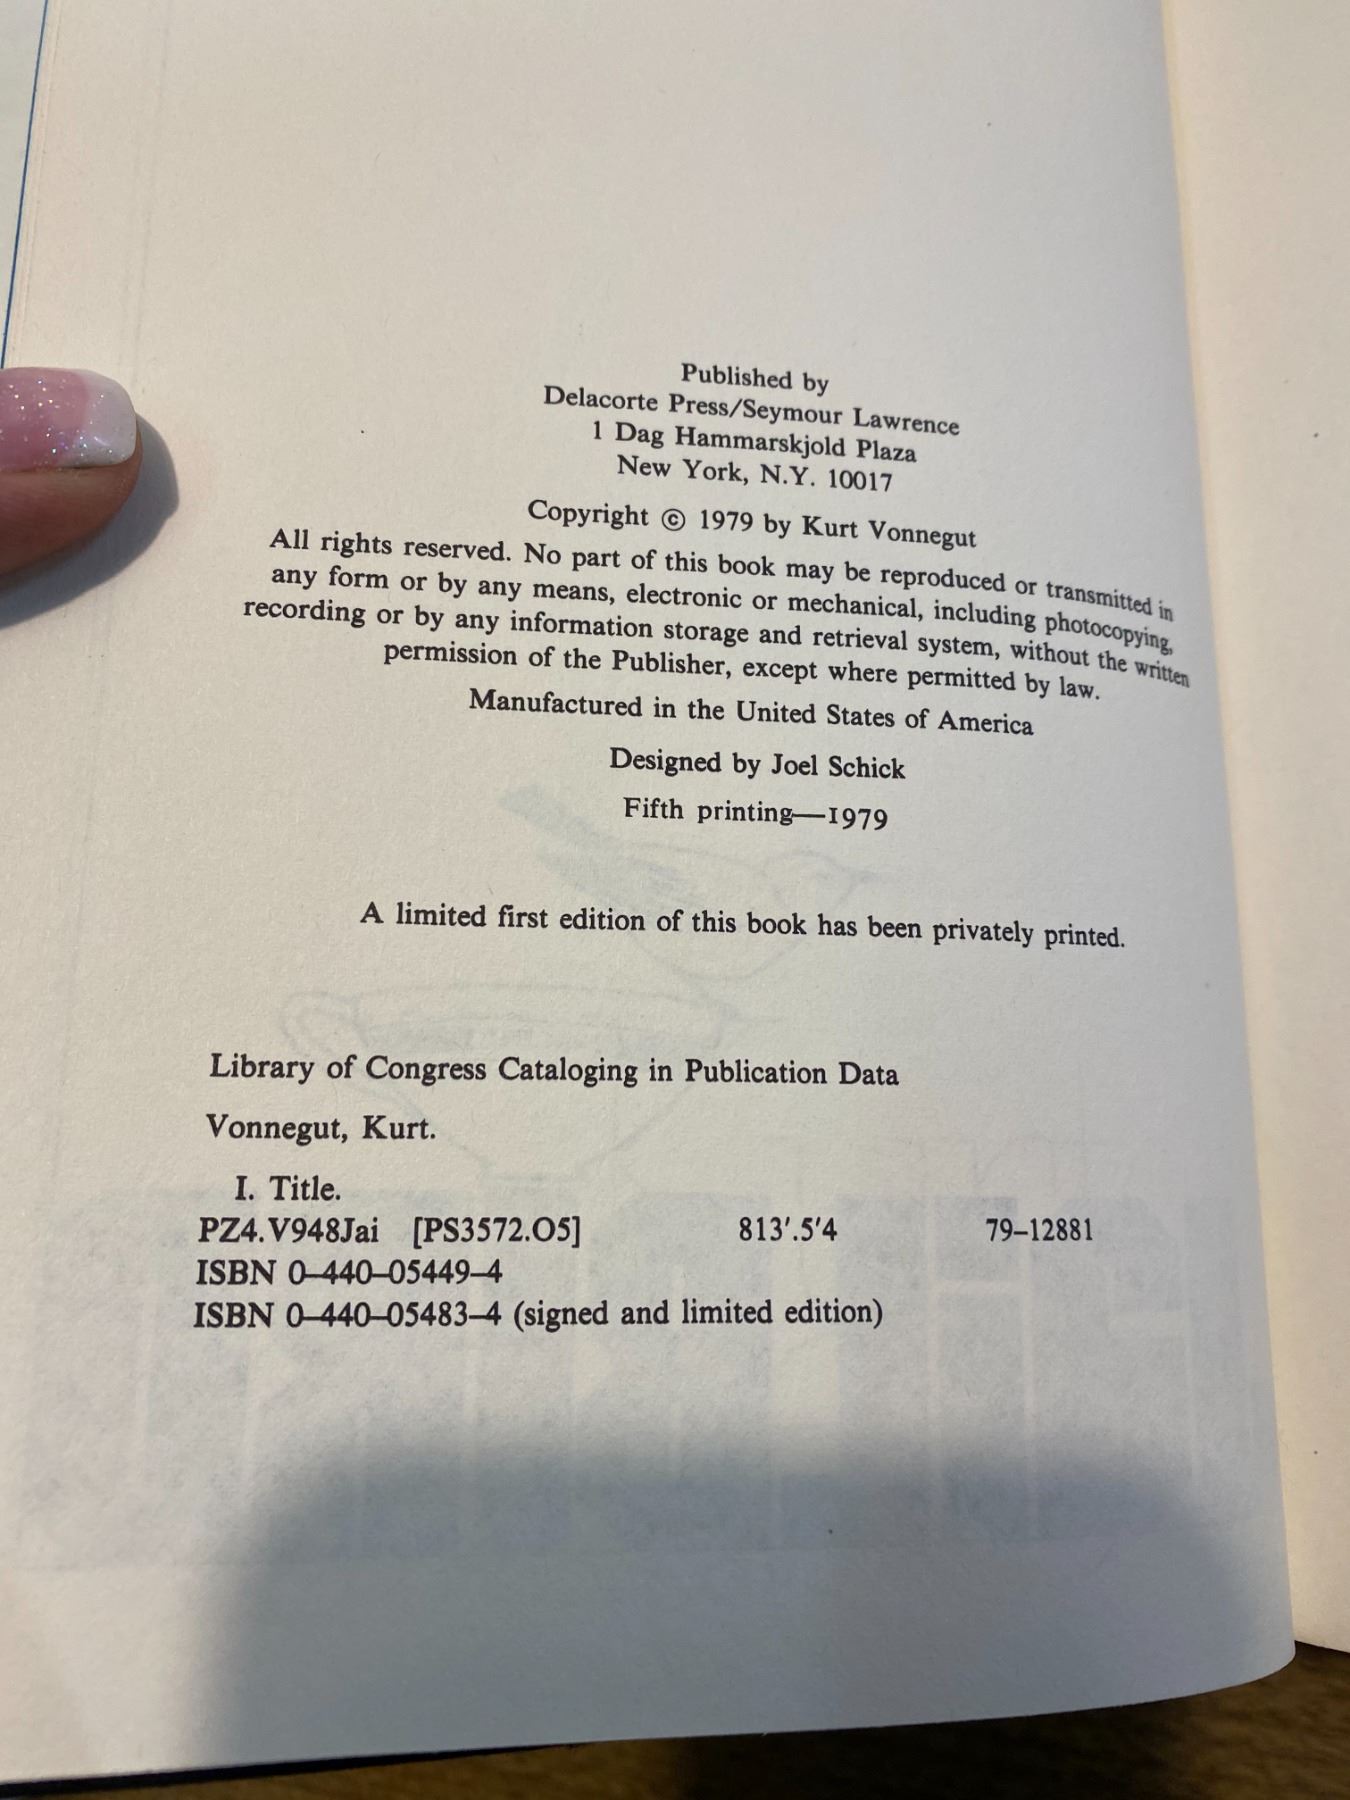 Published by
Delacorte Press/Seymour Lawrence
1 Dag Hammarskjold Plaza
New York, N.Y. 10017
Copyright © 1979 by Kurt Vonnegut
All rights reserved. No part of this book may be reproduced or transmitted in
any form or by any means, electronic or mechanical, including photocopying,
recording or by any information storage and retrieval system, without the written
permission of the Publisher, except where permitted by law.
Manufactured in the United States of America
Designed by Joel Schick
Fifth printing—1979
A limited first edition of this book has been privately printed.
Library of Congress Cataloging in Publication Data
Vonnegut, Kurt.
I. Title.
PZ4.V948Jai [PS3572.O5] 813'.5'4 79–12881
ISBN 0–440–05449–4
ISBN 0–440–05483–4 (signed and limited edition)